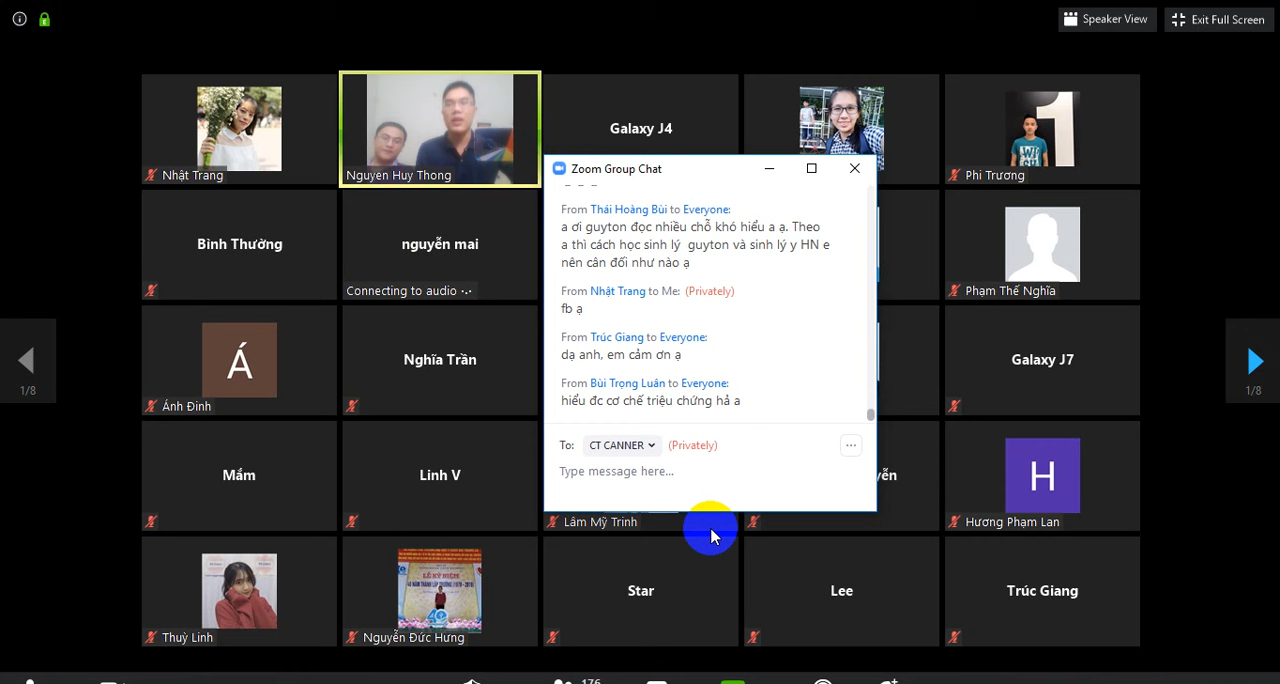 Speaker View
Exit Full Screen
Nhật Trang
Nguyen Huy Thong
Galaxy J4
Phi Trương
Zoom Group Chat
From Thái Hoàng Bùi to Everyone:
a ơi guyton đọc nhiều chỗ khó hiểu a ạ. Theo
a thì cách học sinh lý guyton và sinh lý y HN e
nên cân đối như nào ạ
From Nhật Trang to Me: (Privately)
fb ạ
From Trúc Giang to Everyone:
dạ anh, em cảm ơn ạ
From Bùi Trọng Luân to Everyone:
hiểu đc cơ chế triệu chứng hả a
To: CT CANNER (Privately)
Type message here...
Bình Thường
nguyễn mai
Connecting to audio
Phạm Thế Nghĩa
1/8
Á
Ánh Đinh
Nghĩa Trần
Galaxy J7
1/8
Mắm
Linh V
Lâm Mỹ Trinh
H
Hương Phạm Lan
Thuỳ Linh
LỄ KỶ NIỆM
Nguyễn Đức Hưng
Star
Lee
Trúc Giang
176